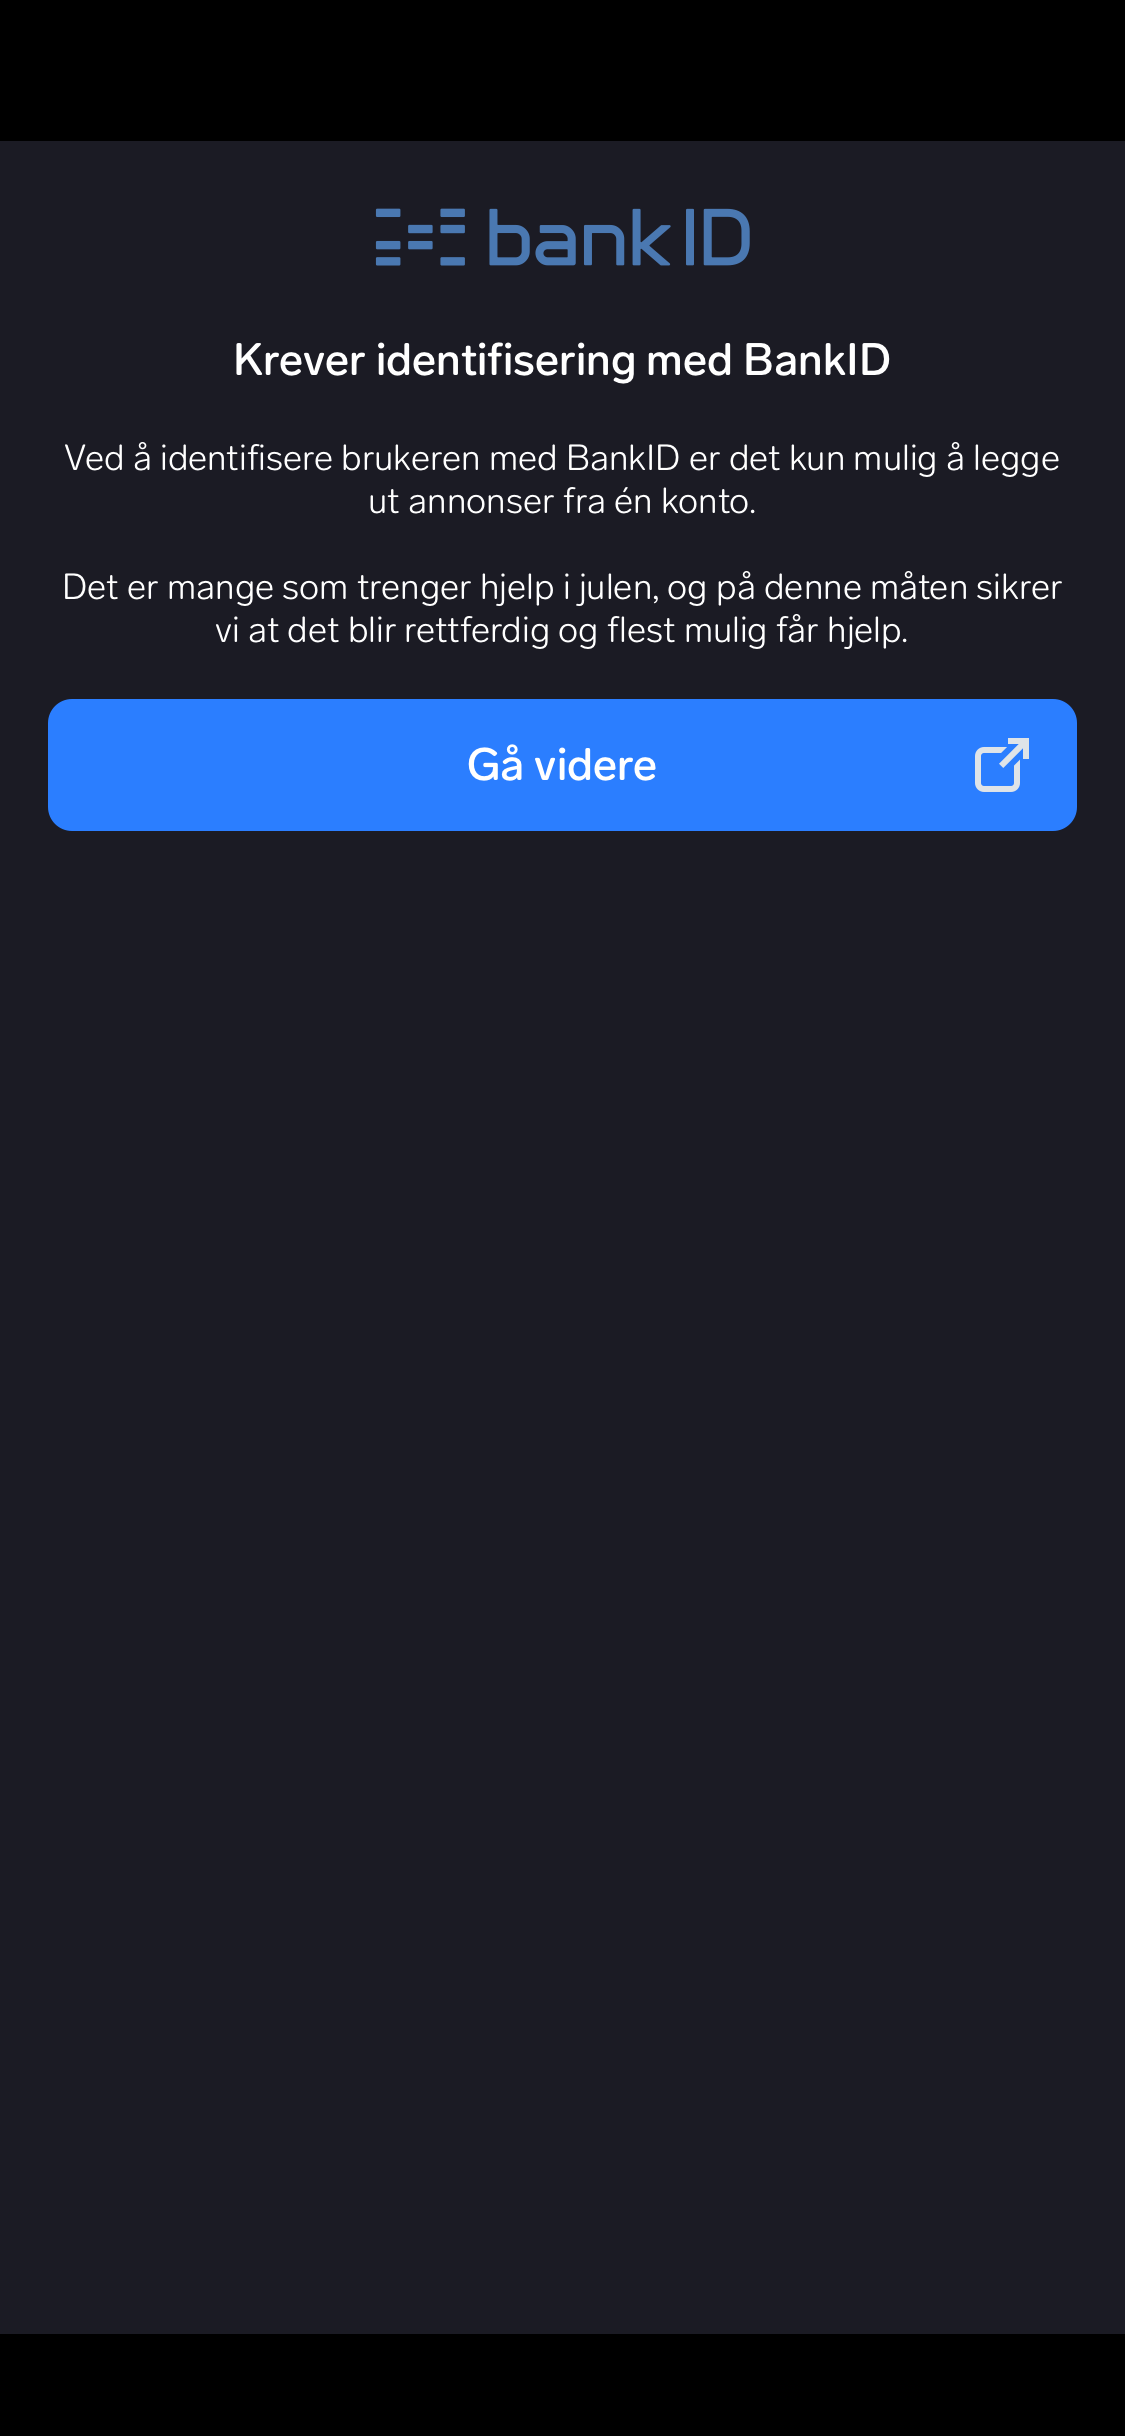 bankID
Krever identifisering med BankID
Ved å identifisere brukeren med BankID er det kun mulig å legge
ut annonser fra én konto.
Det er mange som trenger hjelp i julen, og på denne måten sikrer
vi at det blir rettferdig og flest mulig får hjelp.
Gå videre